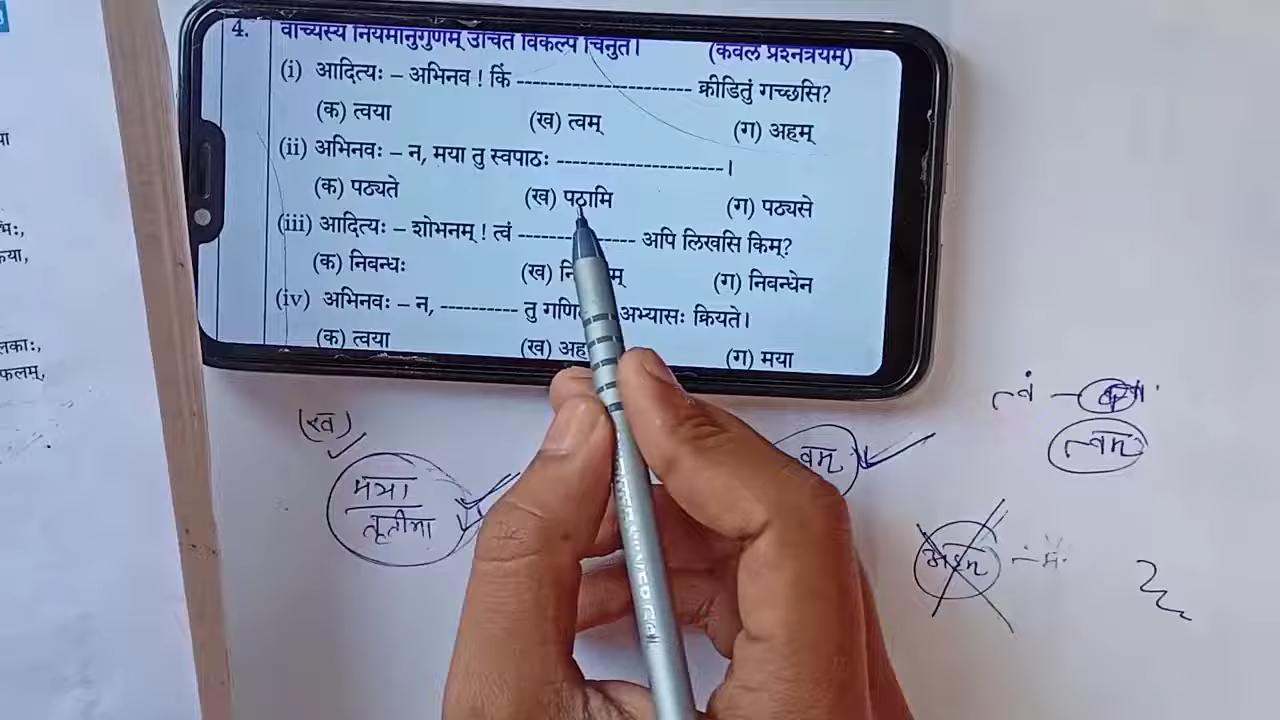 4. वाच्यस्य नियमानुगुणम् उचितं विकल्पं चिनुत। (केवलं प्रश्नत्रयम्)
(i) आदित्यः – अभिनव ! किं ---------------------- क्रीडितुं गच्छसि?
(क) त्वया (ख) त्वम् (ग) अहम्
(ii) अभिनवः – न, मया तु स्वपाठः ---------------------।
(क) पठ्यते (ख) पठामि (ग) पठ्यसे
(iii) आदित्यः – शोभनम् ! त्वं --------------- अपि लिखसि किम्?
(क) निबन्धः (ख) (ग) निबन्धेन
(iv) अभिनवः – न, ---------- तु अभ्यासः क्रियते।
(क) त्वया (ख) (ग) मया
(ख)
मया
तृतीया
त्वं –
त्वम्
अहम्